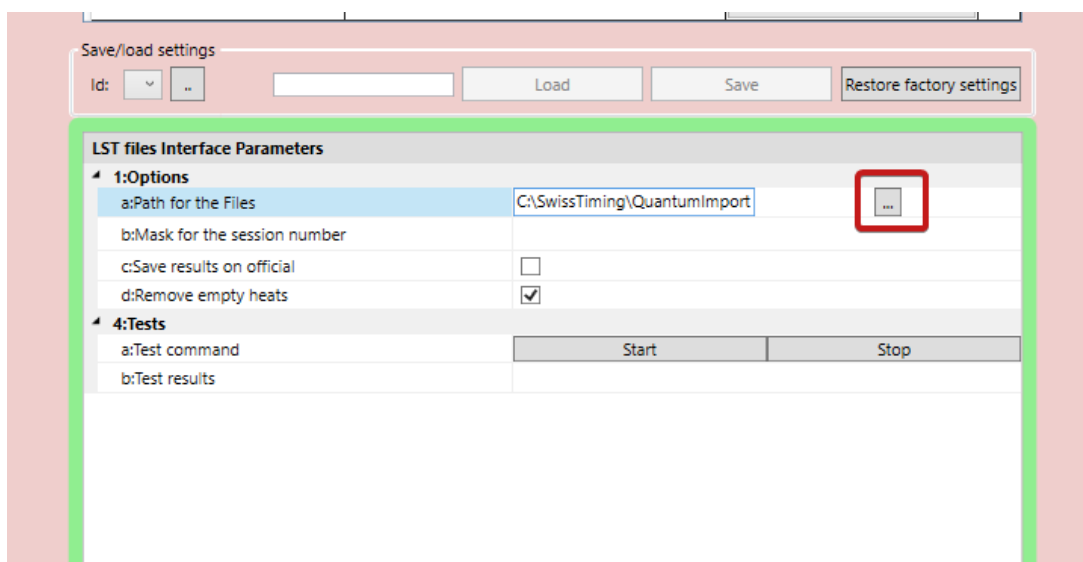 Save/load settings
Id: .. Load Save Restore factory settings
LST files Interface Parameters
1:Options
a:Path for the Files C:\SwissTiming\QuantumImport ...
b:Mask for the session number
c:Save results on official
d:Remove empty heats
4:Tests
a:Test command Start Stop
b:Test results